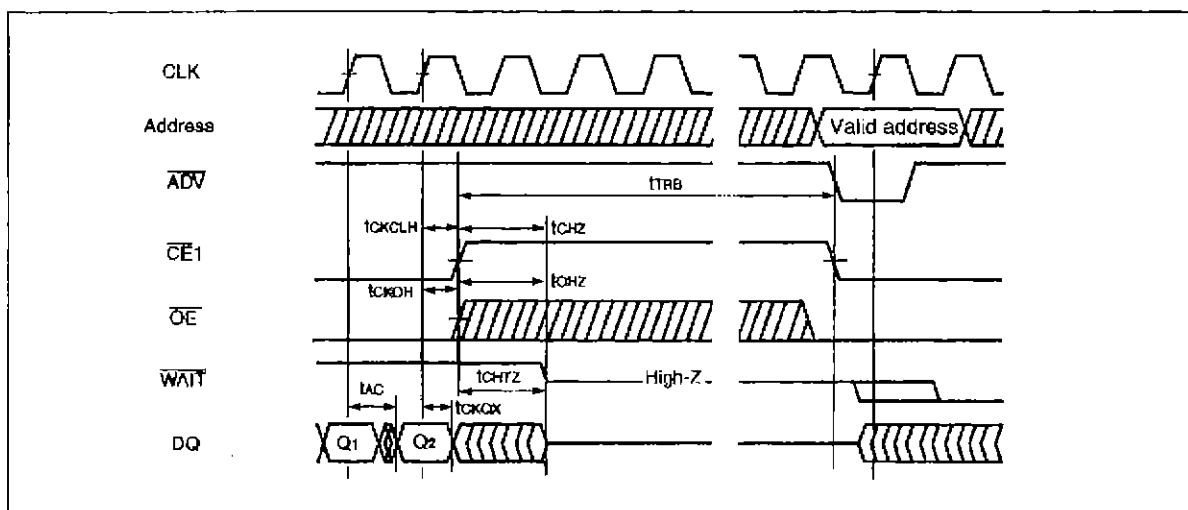 CLK
Address
Valid address
ADV
tTRB
tCKCLH
tCHZ
CE1
tCKOH
tOHZ
OE
WAIT
tCHTZ
High-Z
tAC
tCKQX
DQ
Q1
Q2